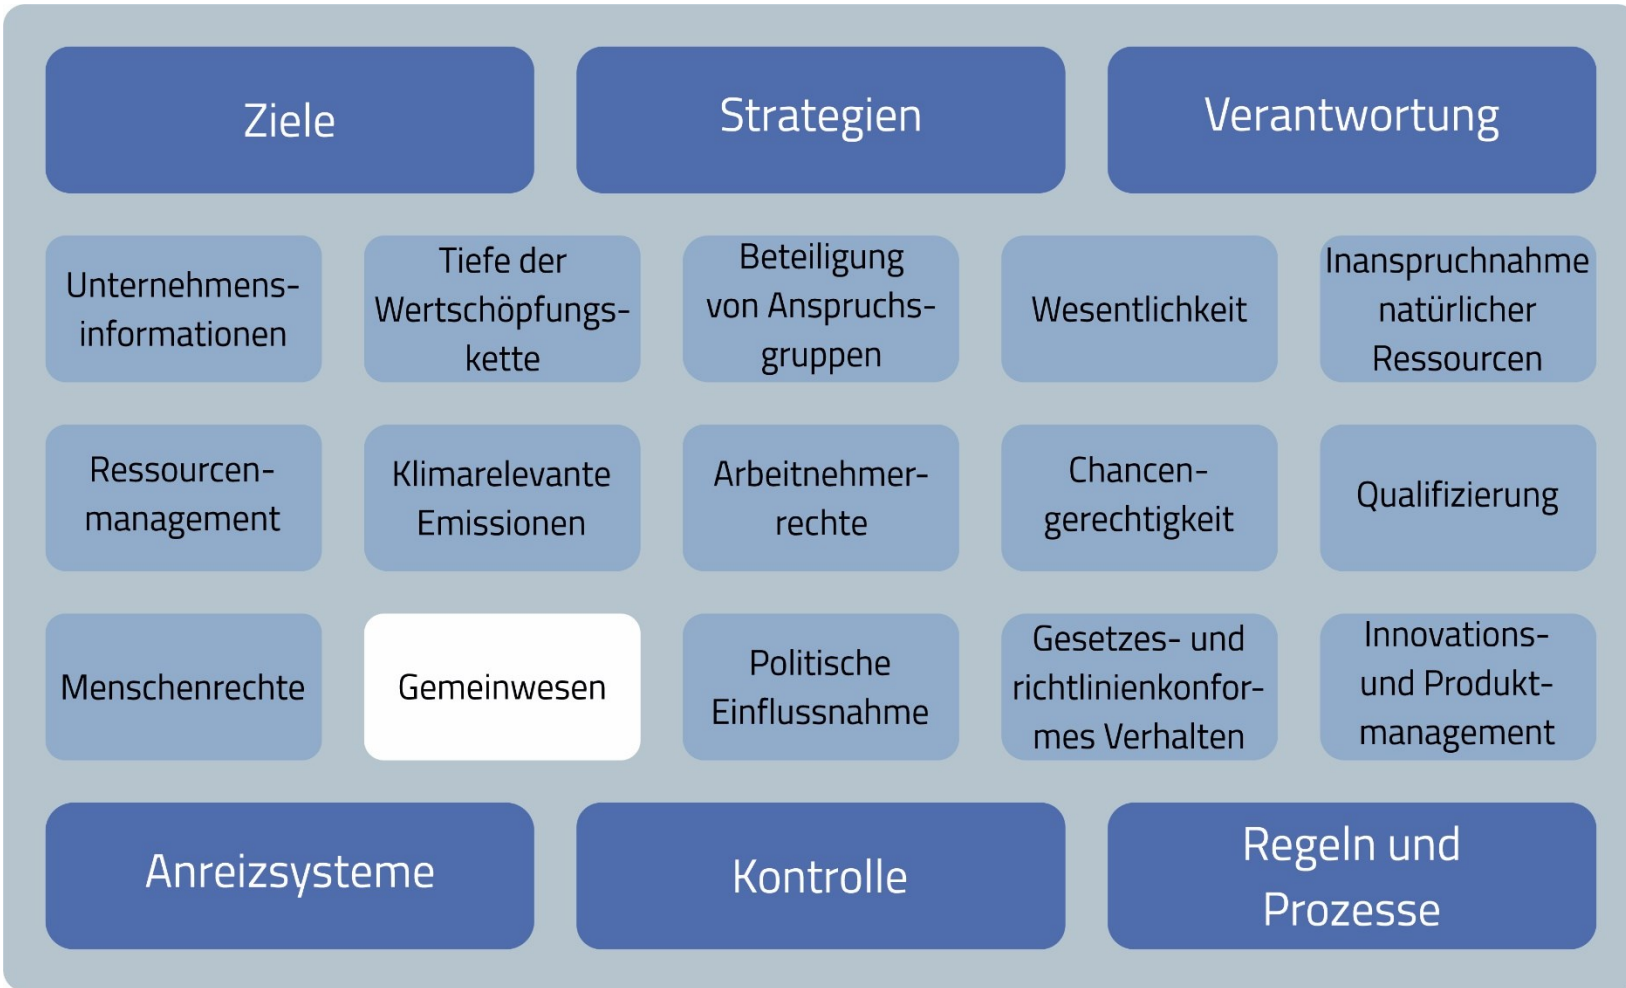 Ziele
Strategien
Verantwortung
Unternehmens-
informationen
Tiefe der
Wertschöpfungs-
kette
Beteiligung
von Anspruchs-
gruppen
Wesentlichkeit
Inanspruchnahme
natürlicher
Ressourcen
Ressourcen-
management
Klimarelevante
Emissionen
Arbeitnehmer-
rechte
Chancen-
gerechtigkeit
Qualifizierung
Menschenrechte
Gemeinwesen
Politische
Einflussnahme
Gesetzes- und
richtlinienkonfor-
mes Verhalten
Innovations-
und Produkt-
management
Anreizsysteme
Kontrolle
Regeln und
Prozesse